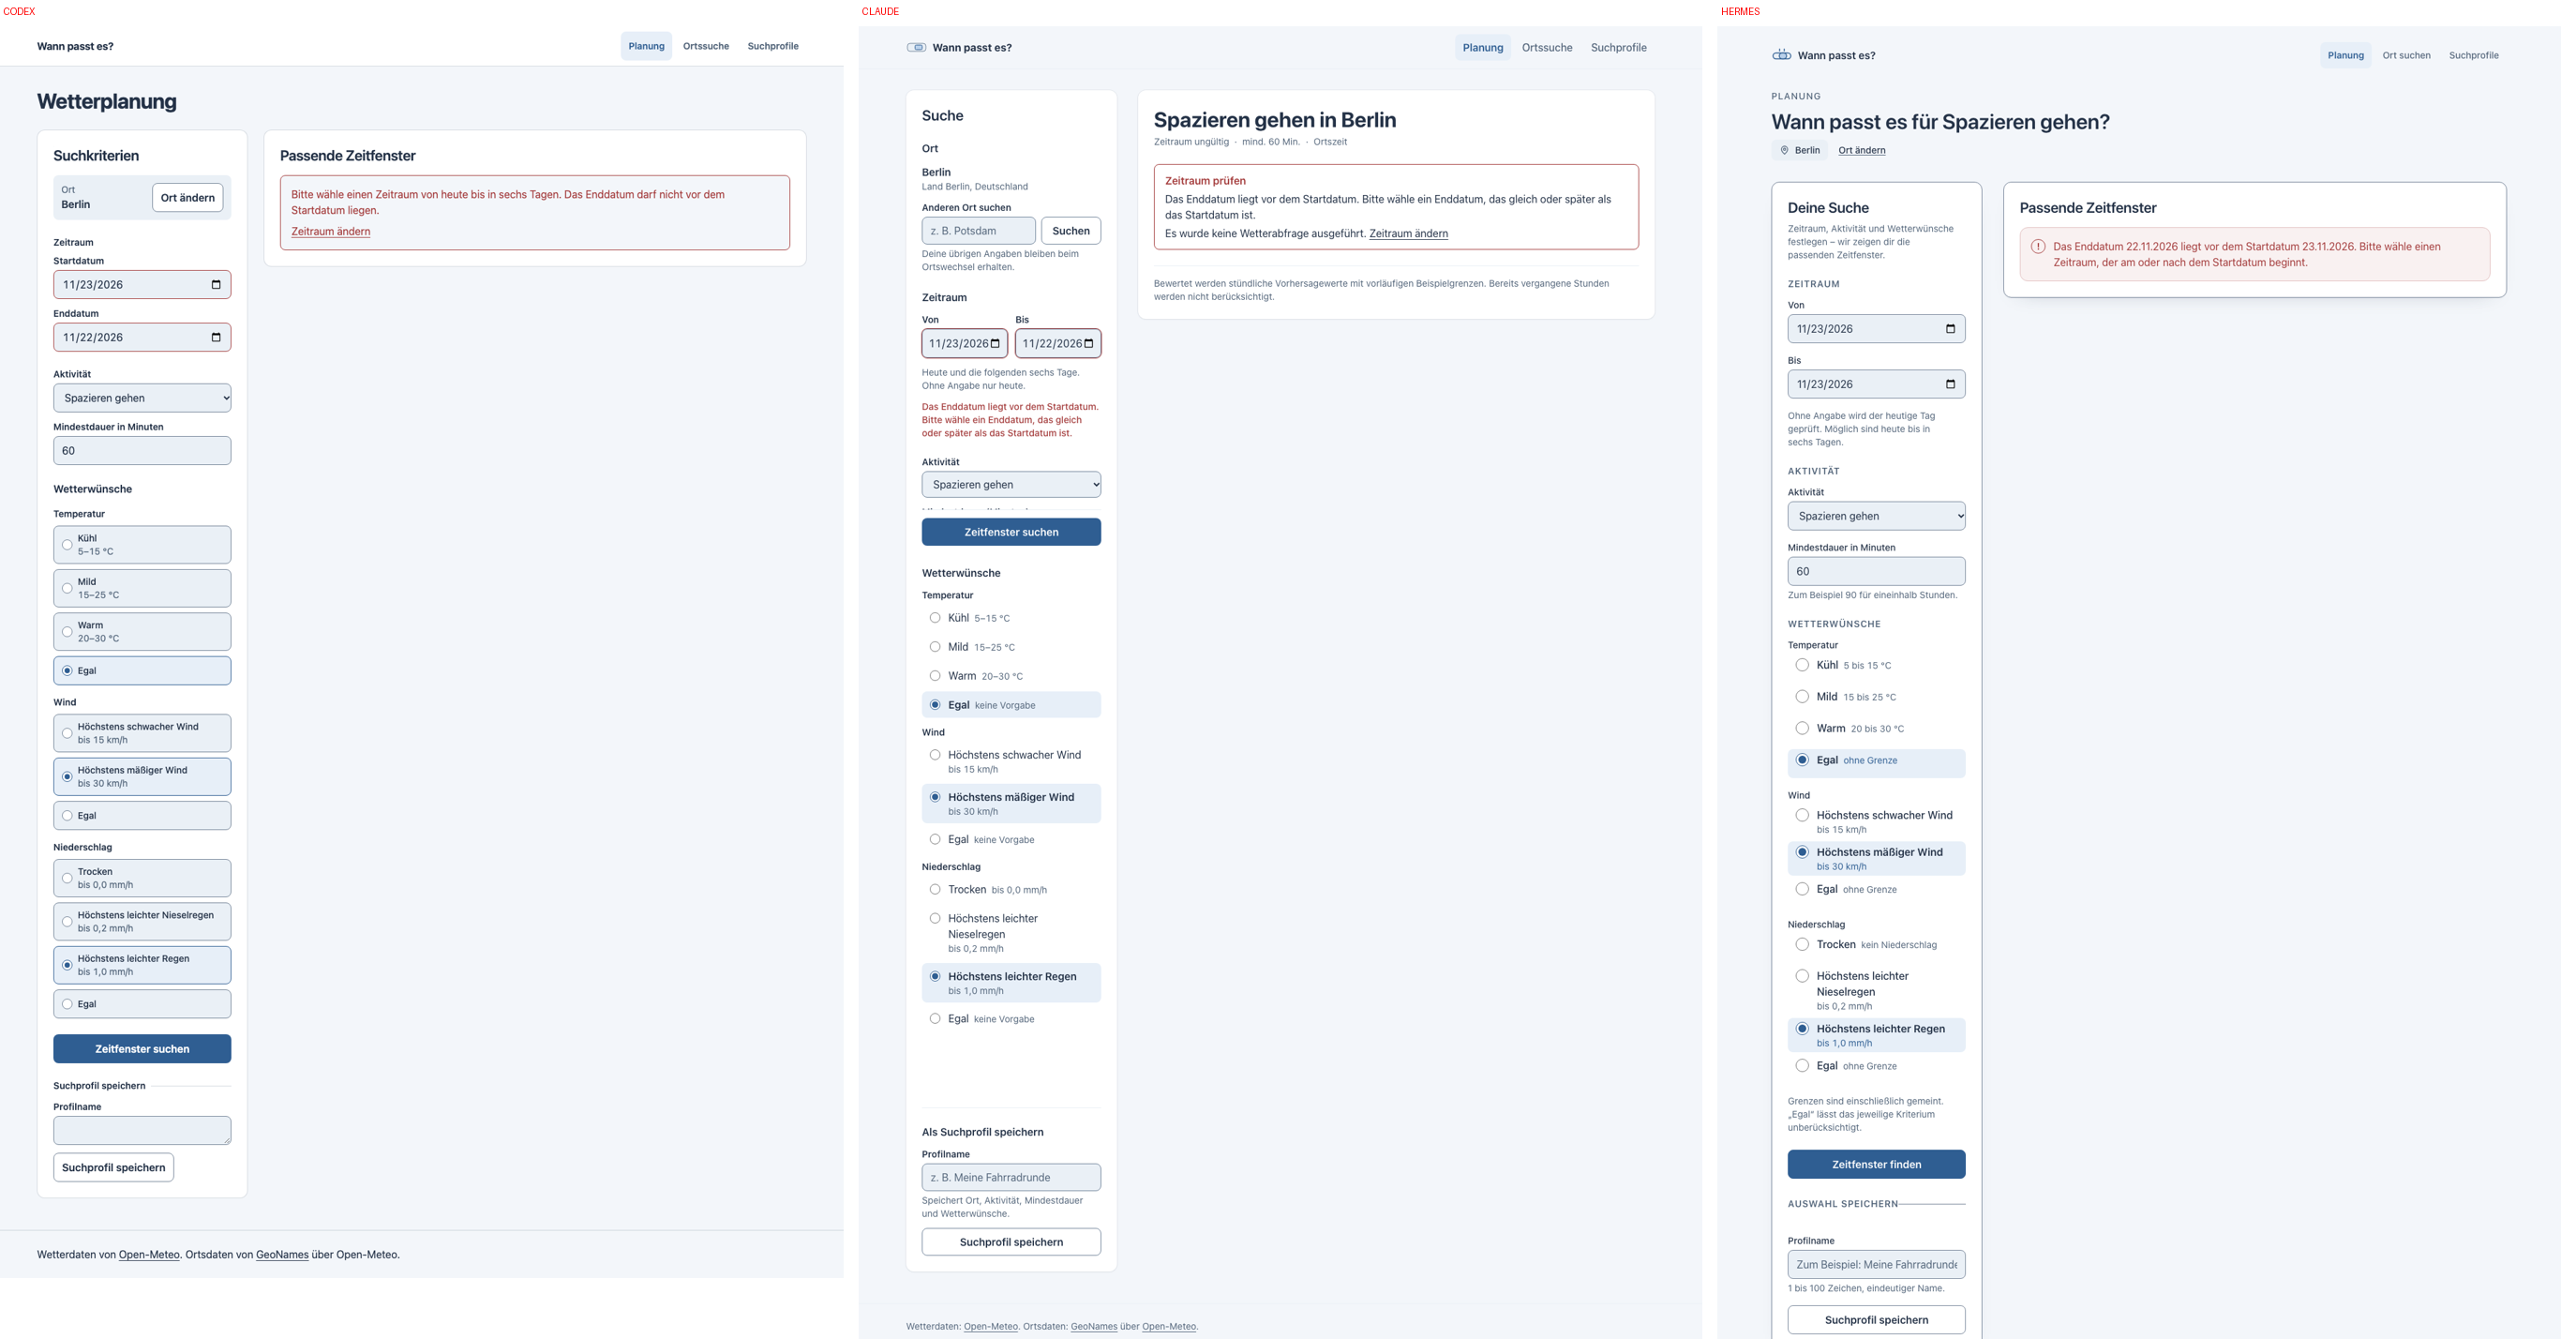 CODEX
Wann passt es?
Planung
Ortssuche
Suchprofile
Wetterplanung
Suchkriterien
Ort
Berlin
Ort ändern
Zeitraum
Startdatum
11/23/2026
Enddatum
11/22/2026
Aktivität
Spazieren gehen
Mindestdauer in Minuten
60
Wetterwünsche
Temperatur
Kühl
5–15 °C
Mild
15–25 °C
Warm
20–30 °C
Egal
Wind
Höchstens schwacher Wind
bis 15 km/h
Höchstens mäßiger Wind
bis 30 km/h
Egal
Niederschlag
Trocken
bis 0,0 mm/h
Höchstens leichter Nieselregen
bis 0,2 mm/h
Höchstens leichter Regen
bis 1,0 mm/h
Egal
Zeitfenster suchen
Suchprofil speichern
Profilname
Suchprofil speichern
Passende Zeitfenster
Bitte wähle einen Zeitraum von heute bis in sechs Tagen. Das Enddatum darf nicht vor dem
Startdatum liegen.
Zeitraum ändern
Wetterdaten von Open-Meteo. Ortsdaten von GeoNames über Open-Meteo.
CLAUDE
Wann passt es?
Planung
Ortssuche
Suchprofile
Suche
Ort
Berlin
Land Berlin, Deutschland
Anderen Ort suchen
z. B. Potsdam
Suchen
Deine übrigen Angaben bleiben beim
Ortswechsel erhalten.
Zeitraum
Von
Bis
11/23/2026
11/22/2026
Heute und die folgenden sechs Tage.
Ohne Angabe nur heute.
Das Enddatum liegt vor dem Startdatum.
Bitte wähle ein Enddatum, das gleich
oder später als das Startdatum ist.
Aktivität
Spazieren gehen
Zeitfenster suchen
Wetterwünsche
Temperatur
Kühl 5–15 °C
Mild 15–25 °C
Warm 20–30 °C
Egal keine Vorgabe
Wind
Höchstens schwacher Wind
bis 15 km/h
Höchstens mäßiger Wind
bis 30 km/h
Egal keine Vorgabe
Niederschlag
Trocken bis 0,0 mm/h
Höchstens leichter
Nieselregen
bis 0,2 mm/h
Höchstens leichter Regen
bis 1,0 mm/h
Egal keine Vorgabe
Als Suchprofil speichern
Profilname
z. B. Meine Fahrradrunde
Speichert Ort, Aktivität, Mindestdauer
und Wetterwünsche.
Suchprofil speichern
Spazieren gehen in Berlin
Zeitraum ungültig · mind. 60 Min. · Ortszeit
Zeitraum prüfen
Das Enddatum liegt vor dem Startdatum. Bitte wähle ein Enddatum, das gleich oder später als
das Startdatum ist.
Es wurde keine Wetterabfrage ausgeführt. Zeitraum ändern
Bewertet werden stündliche Vorhersagewerte mit vorläufigen Beispielgrenzen. Bereits vergangene Stunden
werden nicht berücksichtigt.
Wetterdaten: Open-Meteo. Ortsdaten: GeoNames über Open-Meteo.
HERMES
Wann passt es?
Planung
Ort suchen
Suchprofile
PLANUNG
Wann passt es für Spazieren gehen?
Berlin
Ort ändern
Deine Suche
Zeitraum, Aktivität und Wetterwünsche
festlegen – wir zeigen dir die
passenden Zeitfenster.
ZEITRAUM
Von
11/23/2026
Bis
11/23/2026
Ohne Angabe wird der heutige Tag
geprüft. Möglich sind heute bis in
sechs Tagen.
AKTIVITÄT
Aktivität
Spazieren gehen
Mindestdauer in Minuten
60
Zum Beispiel 90 für eineinhalb Stunden.
WETTERWÜNSCHE
Temperatur
Kühl 5 bis 15 °C
Mild 15 bis 25 °C
Warm 20 bis 30 °C
Egal ohne Grenze
Wind
Höchstens schwacher Wind
bis 15 km/h
Höchstens mäßiger Wind
bis 30 km/h
Egal ohne Grenze
Niederschlag
Trocken kein Niederschlag
Höchstens leichter
Nieselregen
bis 0,2 mm/h
Höchstens leichter Regen
bis 1,0 mm/h
Egal ohne Grenze
Grenzen sind einschließlich gemeint.
„Egal“ lässt das jeweilige Kriterium
unberücksichtigt.
Zeitfenster finden
AUSWAHL SPEICHERN
Profilname
Zum Beispiel: Meine Fahrradrunde
1 bis 100 Zeichen, eindeutiger Name.
Suchprofil speichern
Passende Zeitfenster
Das Enddatum 22.11.2026 liegt vor dem Startdatum 23.11.2026. Bitte wähle einen
Zeitraum, der am oder nach dem Startdatum beginnt.